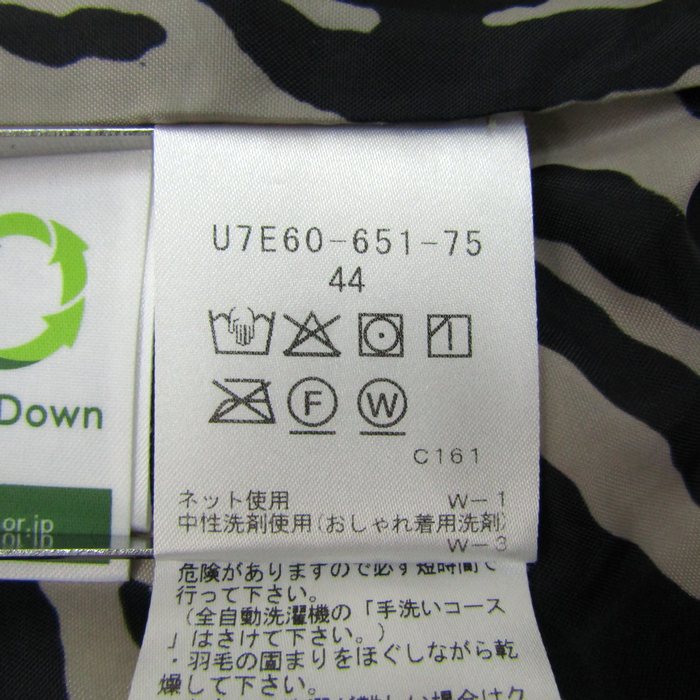 U7E60-651-75
44
F W
C161
Down
ネット使用 W-1
中性洗剤使用(おしゃれ着用洗剤)
W-3
or.jp
危険がありますので必ず短時間で
行って下さい。
(全自動洗濯機の「手洗いコース
」はさけて下さい。)
・羽毛の固まりをほぐしながら乾
燥して下さい。